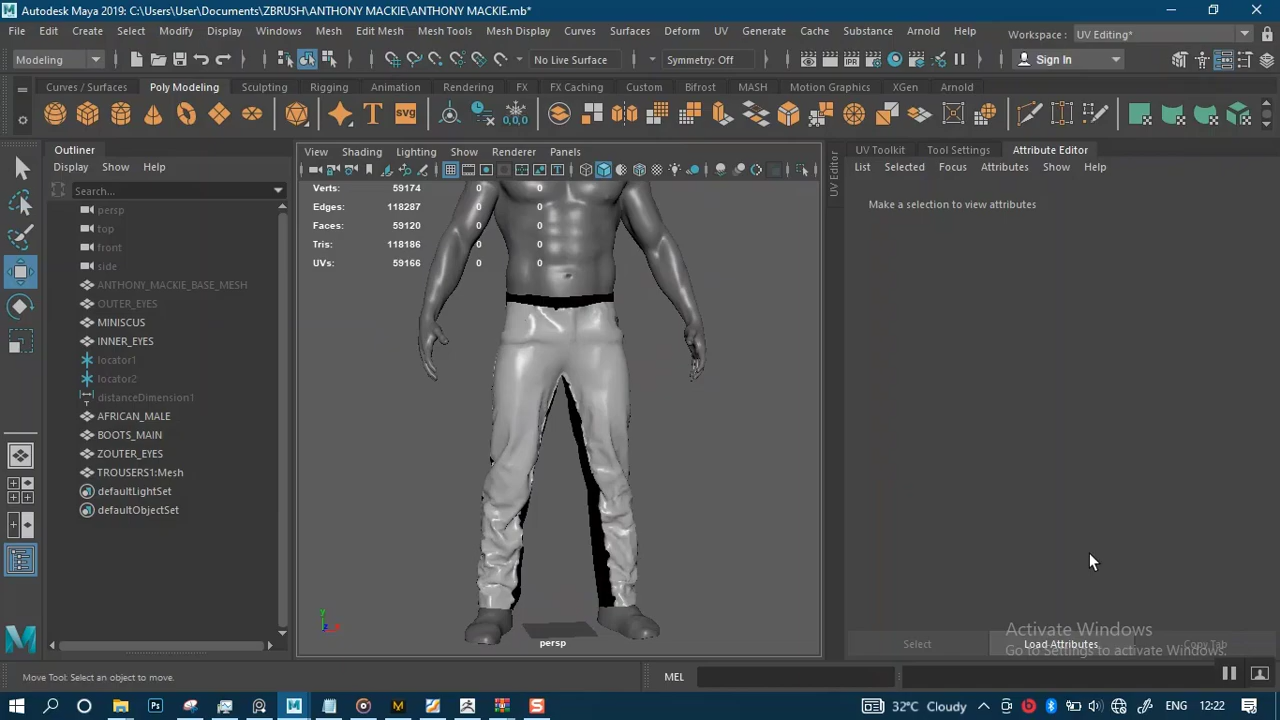 Autodesk Maya 2019: C:\Users\User\Documents\ZBRUSH\ANTHONY MACKIE\ANTHONY MACKIE.mb*
File Edit Create Select Modify Display Windows Mesh Edit Mesh Mesh Tools Mesh Display Curves Surfaces Deform UV Generate Cache Substance Arnold Help Workspace : UV Editing*
Modeling No Live Surface Symmetry: Off Sign In
Curves / Surfaces Poly Modeling Sculpting Rigging Animation Rendering FX FX Caching Custom Bifrost MASH Motion Graphics XGen Arnold
T svg 0,0,0
Outliner
Display Show Help
Search...
persp
top
front
side
ANTHONY_MACKIE_BASE_MESH
OUTER_EYES
MINISCUS
INNER_EYES
locator1
locator2
distanceDimension1
AFRICAN_MALE
BOOTS_MAIN
ZOUTER_EYES
TROUSERS1:Mesh
defaultLightSet
defaultObjectSet
View Shading Lighting Show Renderer Panels
Verts: 59174 0 0
Edges: 118287 0 0
Faces: 59120 0 0
Tris: 118186 0 0
UVs: 59166 0 0
persp
UV Editor
UV Toolkit Tool Settings Attribute Editor
List Selected Focus Attributes Show Help
Make a selection to view attributes
Activate Windows
Go to Settings to activate Windows.
Select Load Attributes Copy Tab
Move Tool: Select an object to move. MEL
32°C Cloudy ENG 12:22